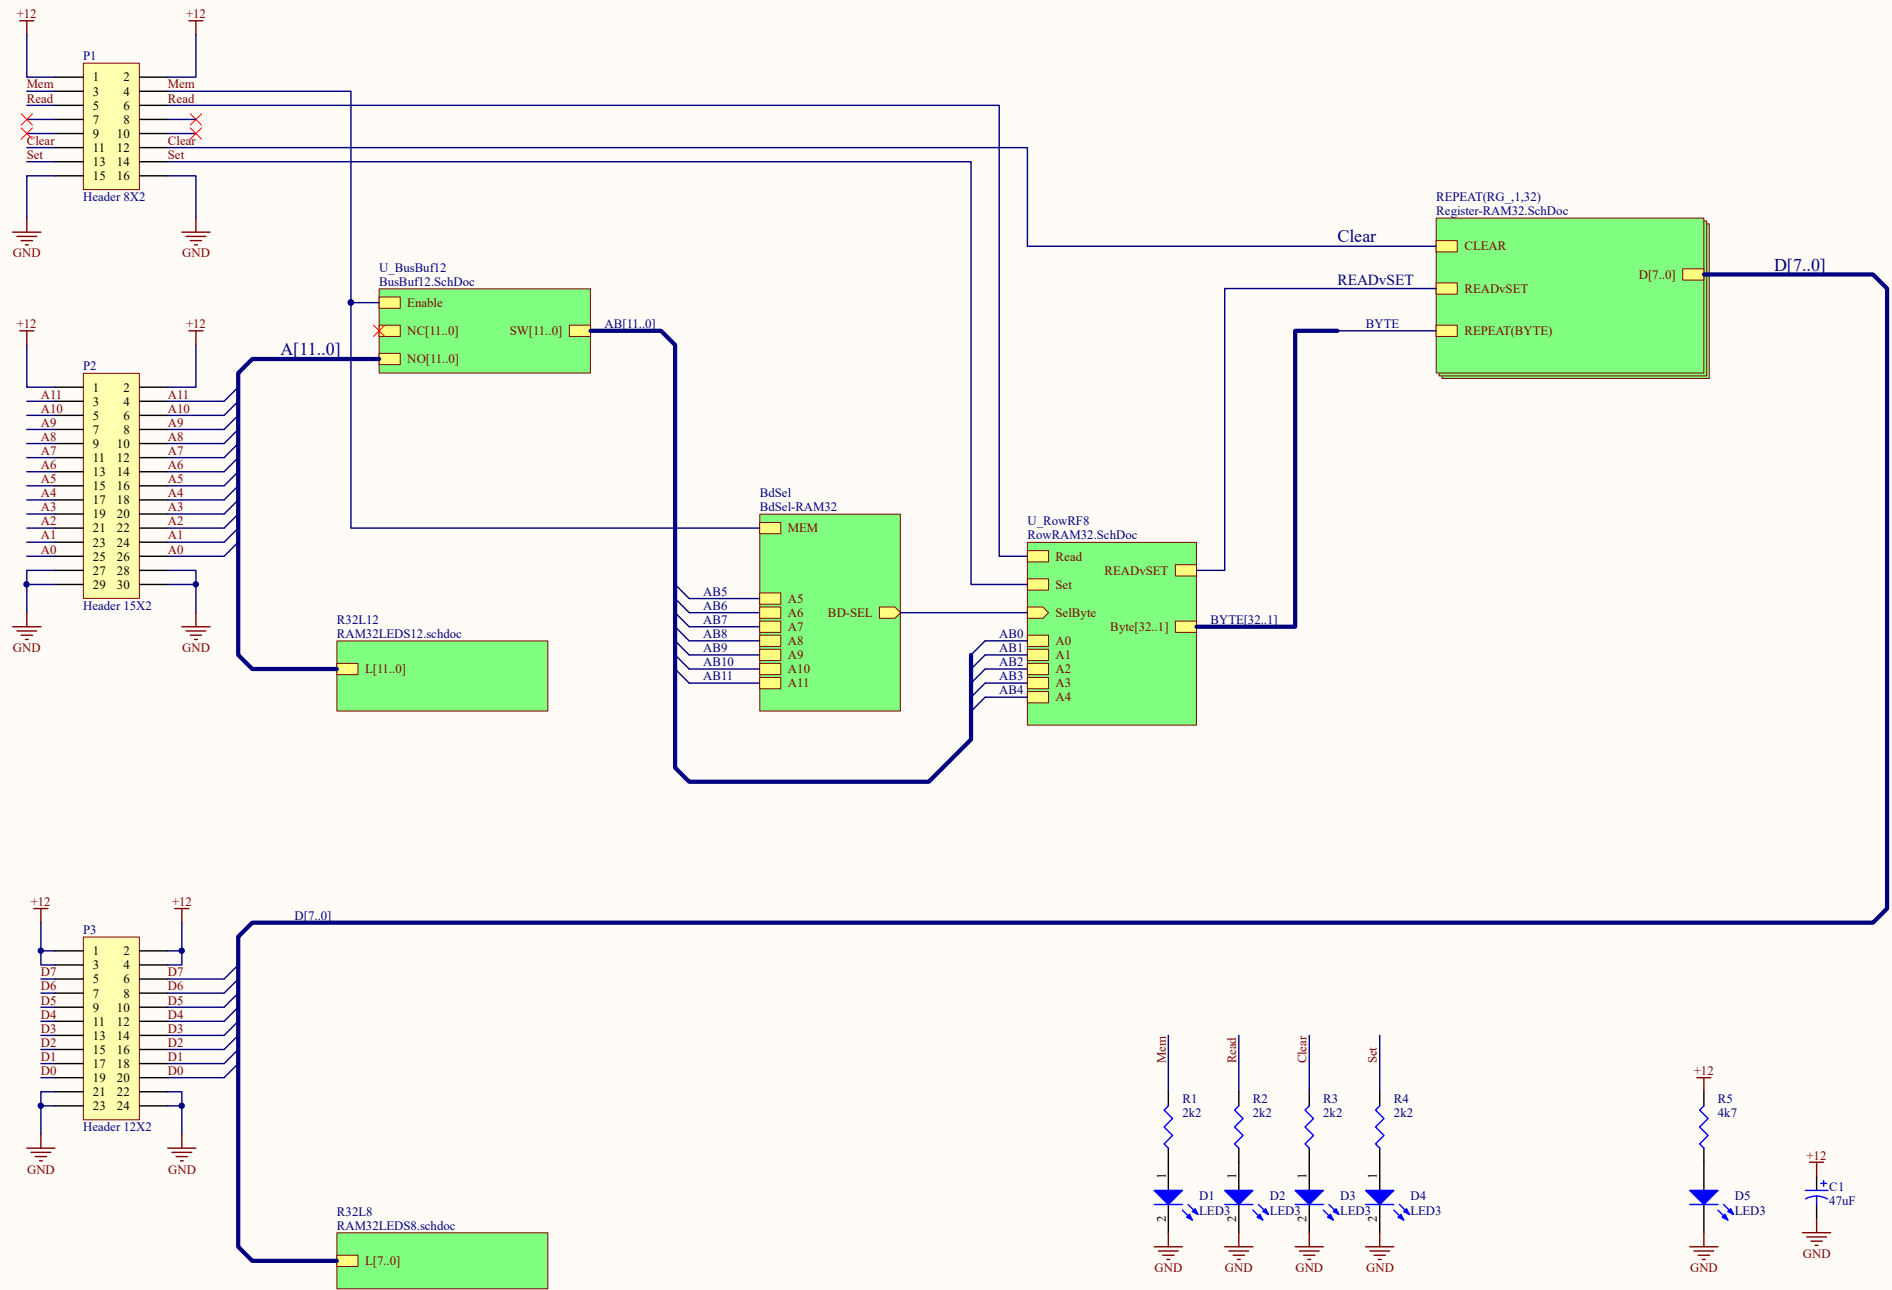 +12 +12
P1
1 2
Mem 3 4 Mem
Read 5 6 Read
7 8
9 10
Clear 11 12 Clear
Set 13 14 Set
15 16
Header 8X2
GND GND
REPEAT(RG_,1,32)
Register-RAM32.SchDoc
Clear CLEAR
D[7..0] D[7..0]
READvSET READvSET
BYTE REPEAT(BYTE)
U_BusBuf12
BusBuf12.SchDoc
Enable
NC[11..0] SW[11..0] AB[11..0]
A[11..0] NO[11..0]
+12 +12
P2
1 2
A11 3 4 A11
A10 5 6 A10
A9 7 8 A9
A8 9 10 A8
A7 11 12 A7
A6 13 14 A6
A5 15 16 A5
A4 17 18 A4
A3 19 20 A3
A2 21 22 A2
A1 23 24 A1
A0 25 26 A0
27 28
29 30
Header 15X2
GND GND
BdSel
BdSel-RAM32
MEM
AB5 A5
AB6 A6 BD-SEL
AB7 A7
AB8 A8
AB9 A9
AB10 A10
AB11 A11
U_RowRF8
RowRAM32.SchDoc
Read
READvSET
Set
SelByte
Byte[32..1] BYTE[32..1]
AB0 A0
AB1 A1
AB2 A2
AB3 A3
AB4 A4
R32L12
RAM32LEDS12.schdoc
L[11..0]
+12 +12
D[7..0]
P3
1 2
3 4
D7 5 6 D7
D6 7 8 D6
D5 9 10 D5
D4 11 12 D4
D3 13 14 D3
D2 15 16 D2
D1 17 18 D1
D0 19 20 D0
21 22
23 24
Header 12X2
GND GND
R32L8
RAM32LEDS8.schdoc
L[7..0]
Mem Read Clear Set
R1 R2 R3 R4
2k2 2k2 2k2 2k2
1 1 1 1
D1 D2 D3 D4
LED3 LED3 LED3 LED3
2 2 2 2
GND GND GND GND
+12
R5
4k7
D5
LED3
GND
+12
+ C1
47uF
GND